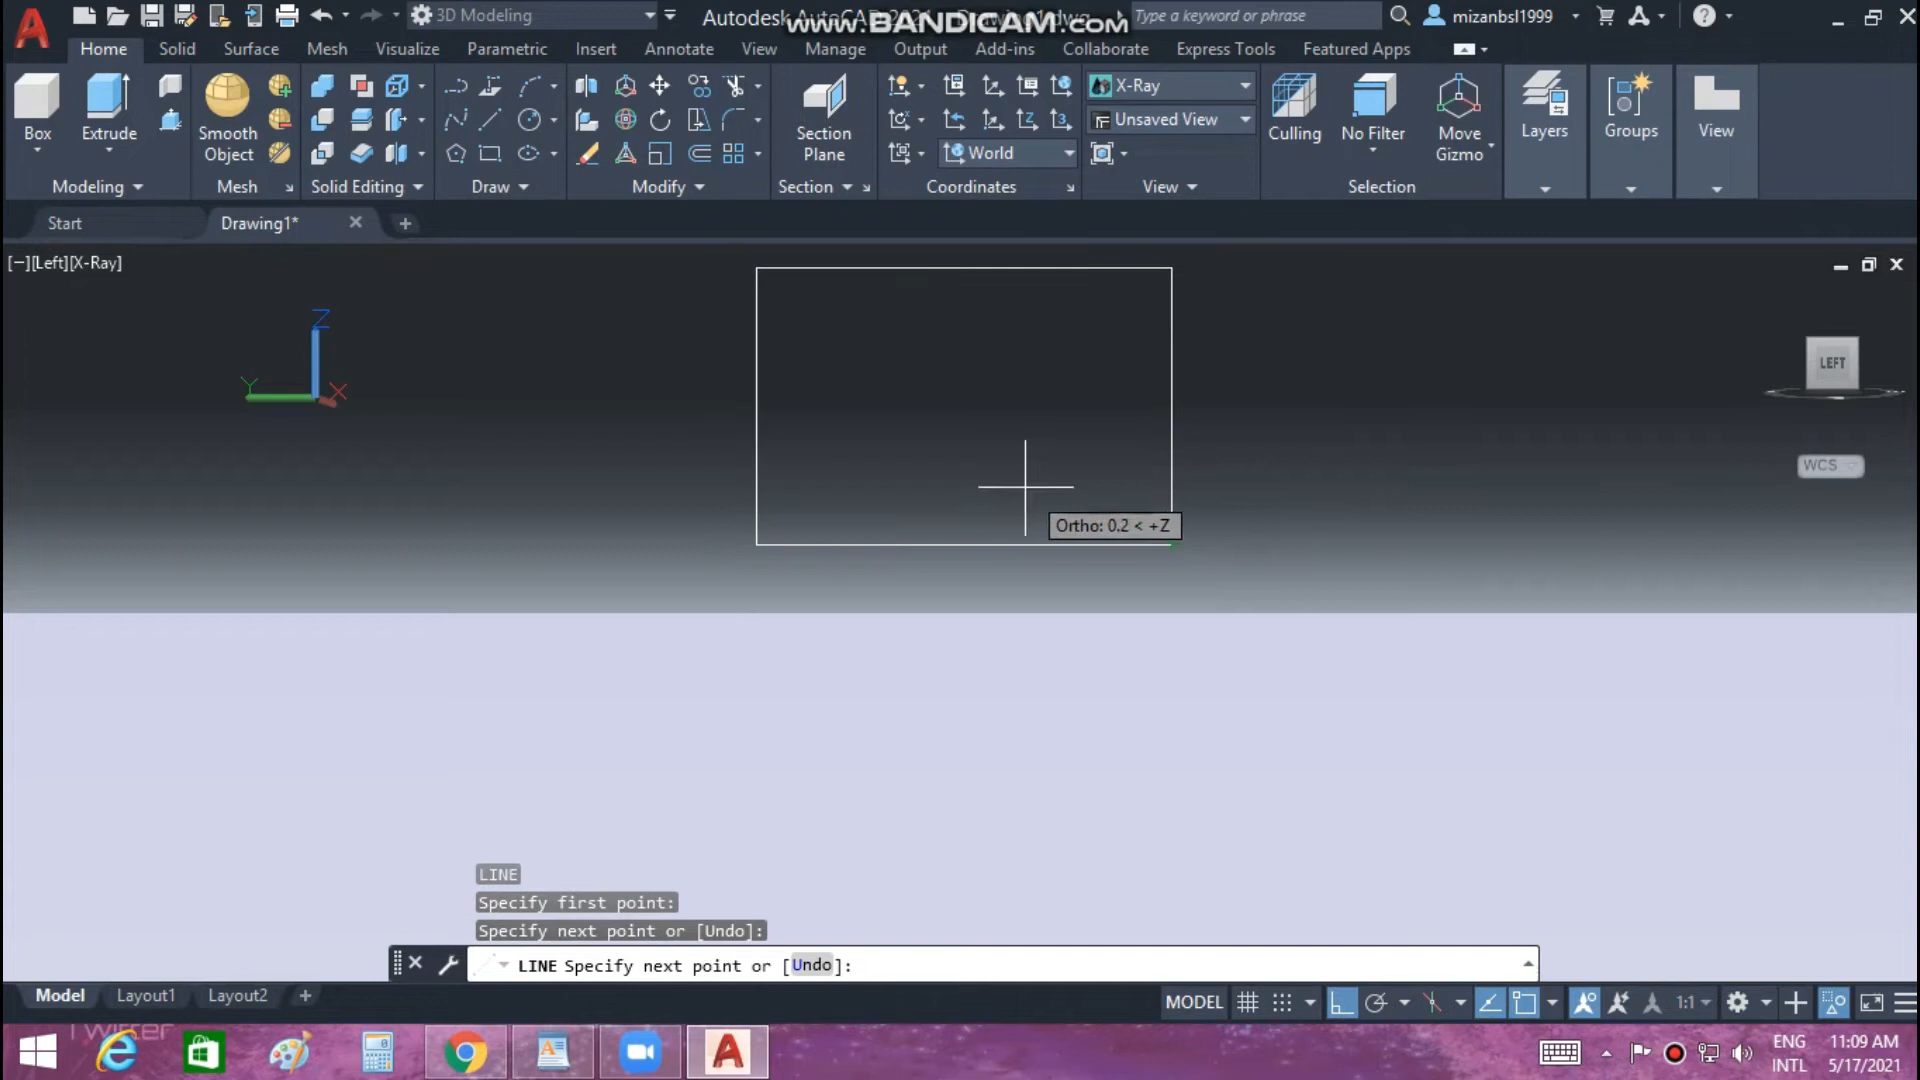 3D Modeling
Autodesk AutoCAD 2021 Drawing1.dwg
www.BANDICAM.com
Type a keyword or phrase
mizanbsl1999
Home Solid Surface Mesh Visualize Parametric Insert Annotate View Manage Output Add-ins Collaborate Express Tools Featured Apps
X-Ray
Unsaved View
World
Box
Extrude
Smooth
Object
Section
Plane
Culling
No Filter
Move
Gizmo
Layers
Groups
View
Modeling Mesh Solid Editing Draw Modify Section Coordinates View Selection
Start Drawing1*
[−][Left][X-Ray]
Z
Y
X
LEFT
WCS
Ortho: 0.2 < +Z
LINE
Specify first point:
Specify next point or [Undo]:
LINE Specify next point or [Undo]:
Model Layout1 Layout2
MODEL 1:1
Twitter
ENG 11:09 AM
INTL 5/17/2021